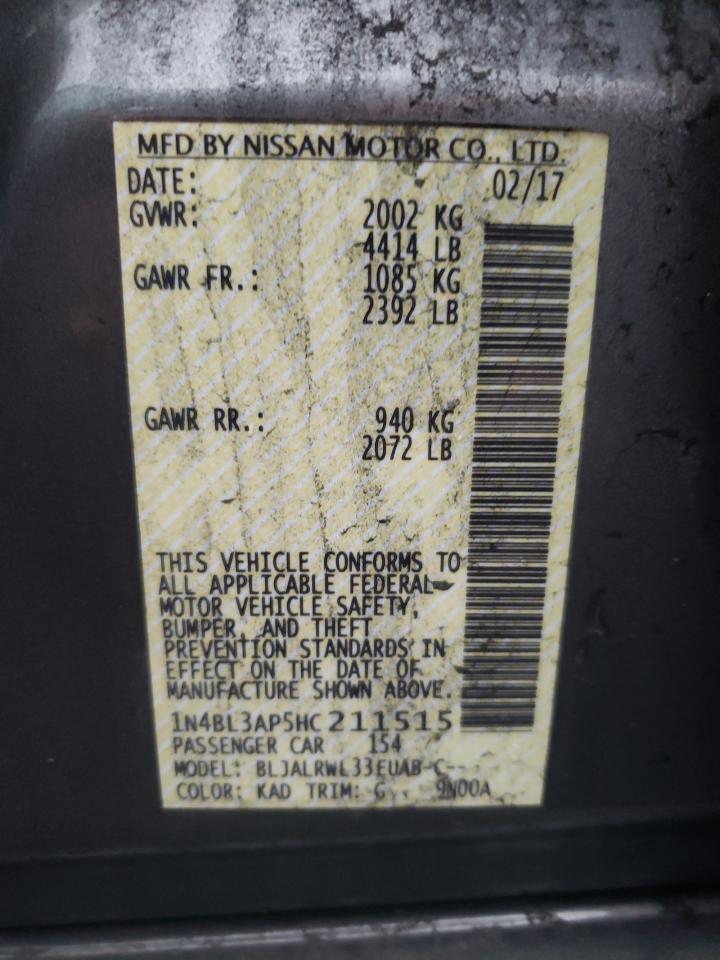 MFD BY NISSAN MOTOR CO., LTD.
DATE: 02/17
GVWR: 2002 KG
4414 LB
GAWR FR.: 1085 KG
2392 LB
GAWR RR.: 940 KG
2072 LB
THIS VEHICLE CONFORMS TO
ALL APPLICABLE FEDERAL
MOTOR VEHICLE SAFETY,
BUMPER, AND THEFT
PREVENTION STANDARDS IN
EFFECT ON THE DATE OF
MANUFACTURE SHOWN ABOVE.
1N4BL3AP5HC211515
PASSENGER CAR 154
MODEL: BLJALRWL33EUAB-C--
COLOR: KAD TRIM: G 9N00A